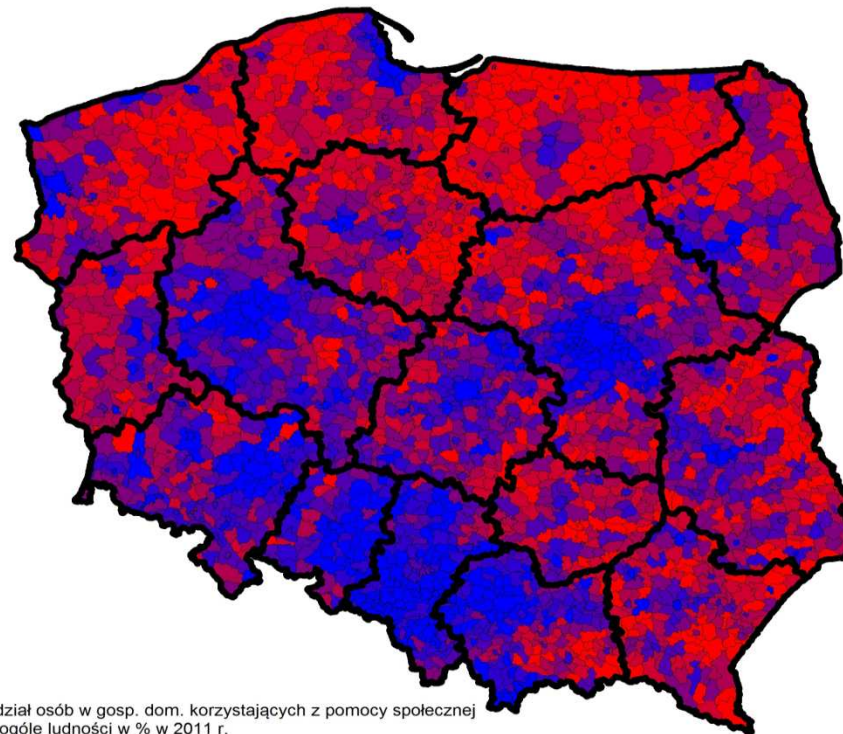 dział osób w gosp. dom. korzystających z pomocy społecznej
ogóle ludności w % w 2011 r.